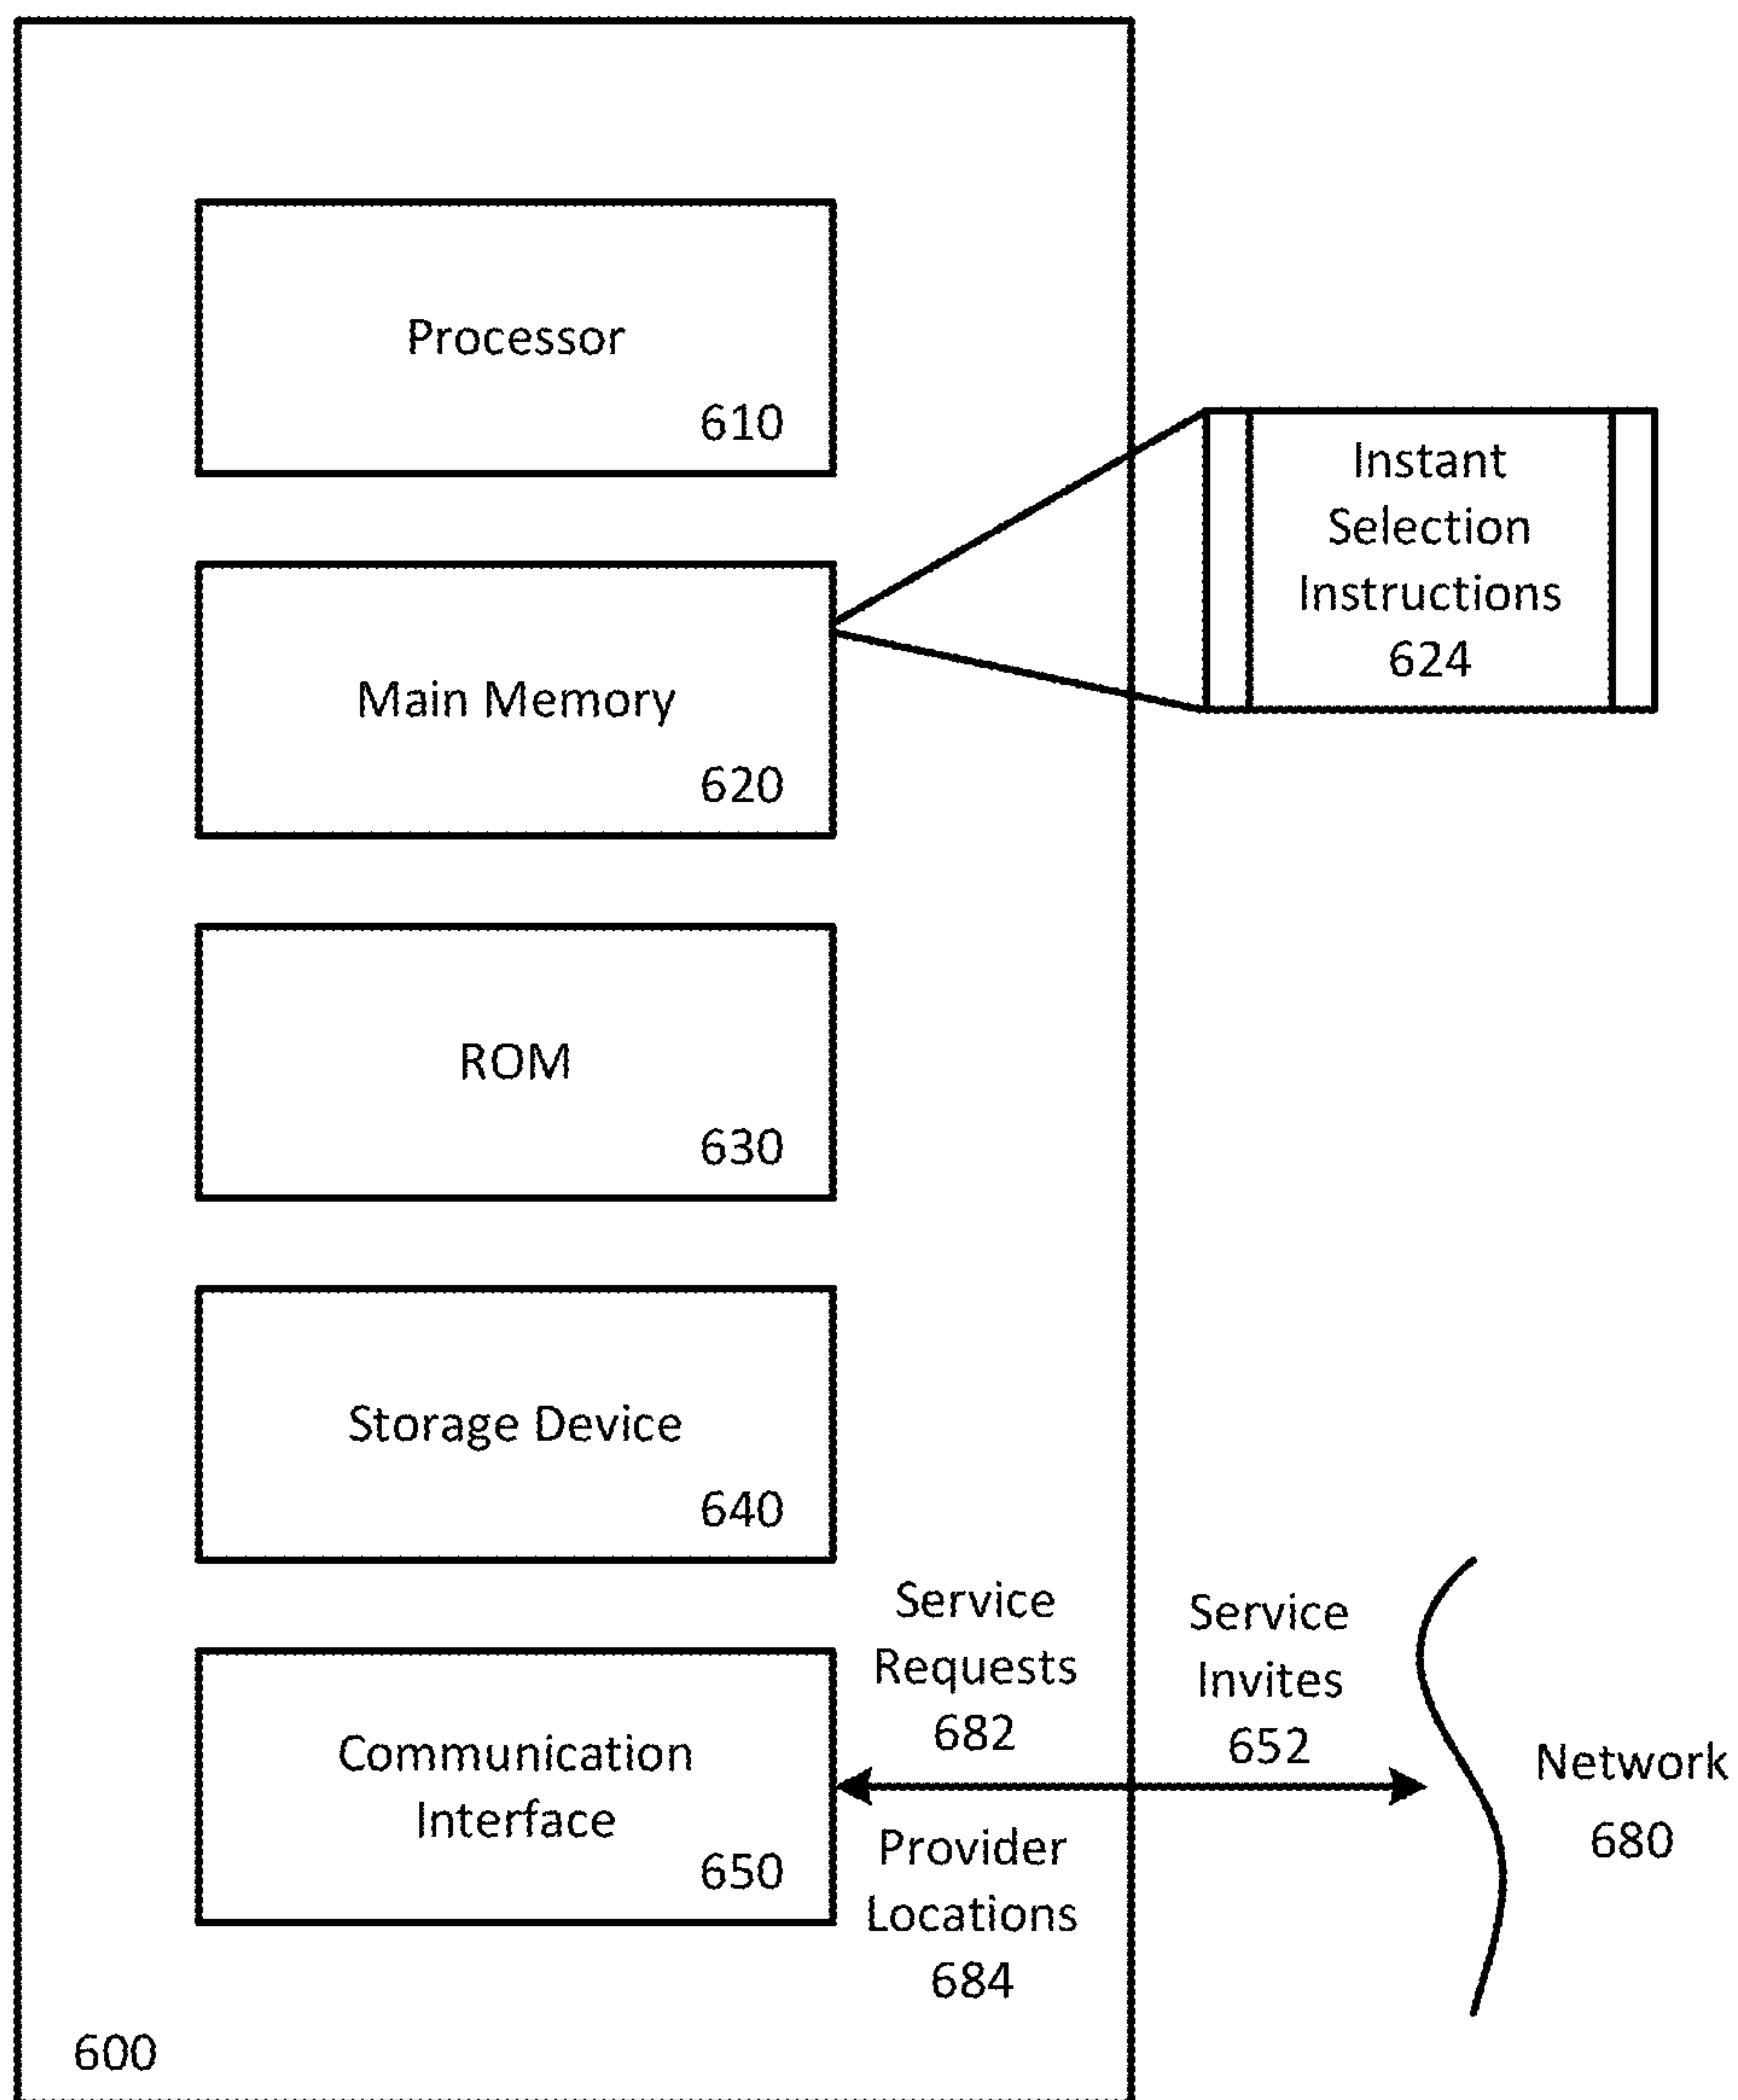 Processor
610
Instant
Selection
Instructions
624
Main Memory
620
ROM
630
Storage Device
640
Service
Requests
682
Service
Invites
652
Communication
Interface
650
Network
680
Provider
Locations
684
600